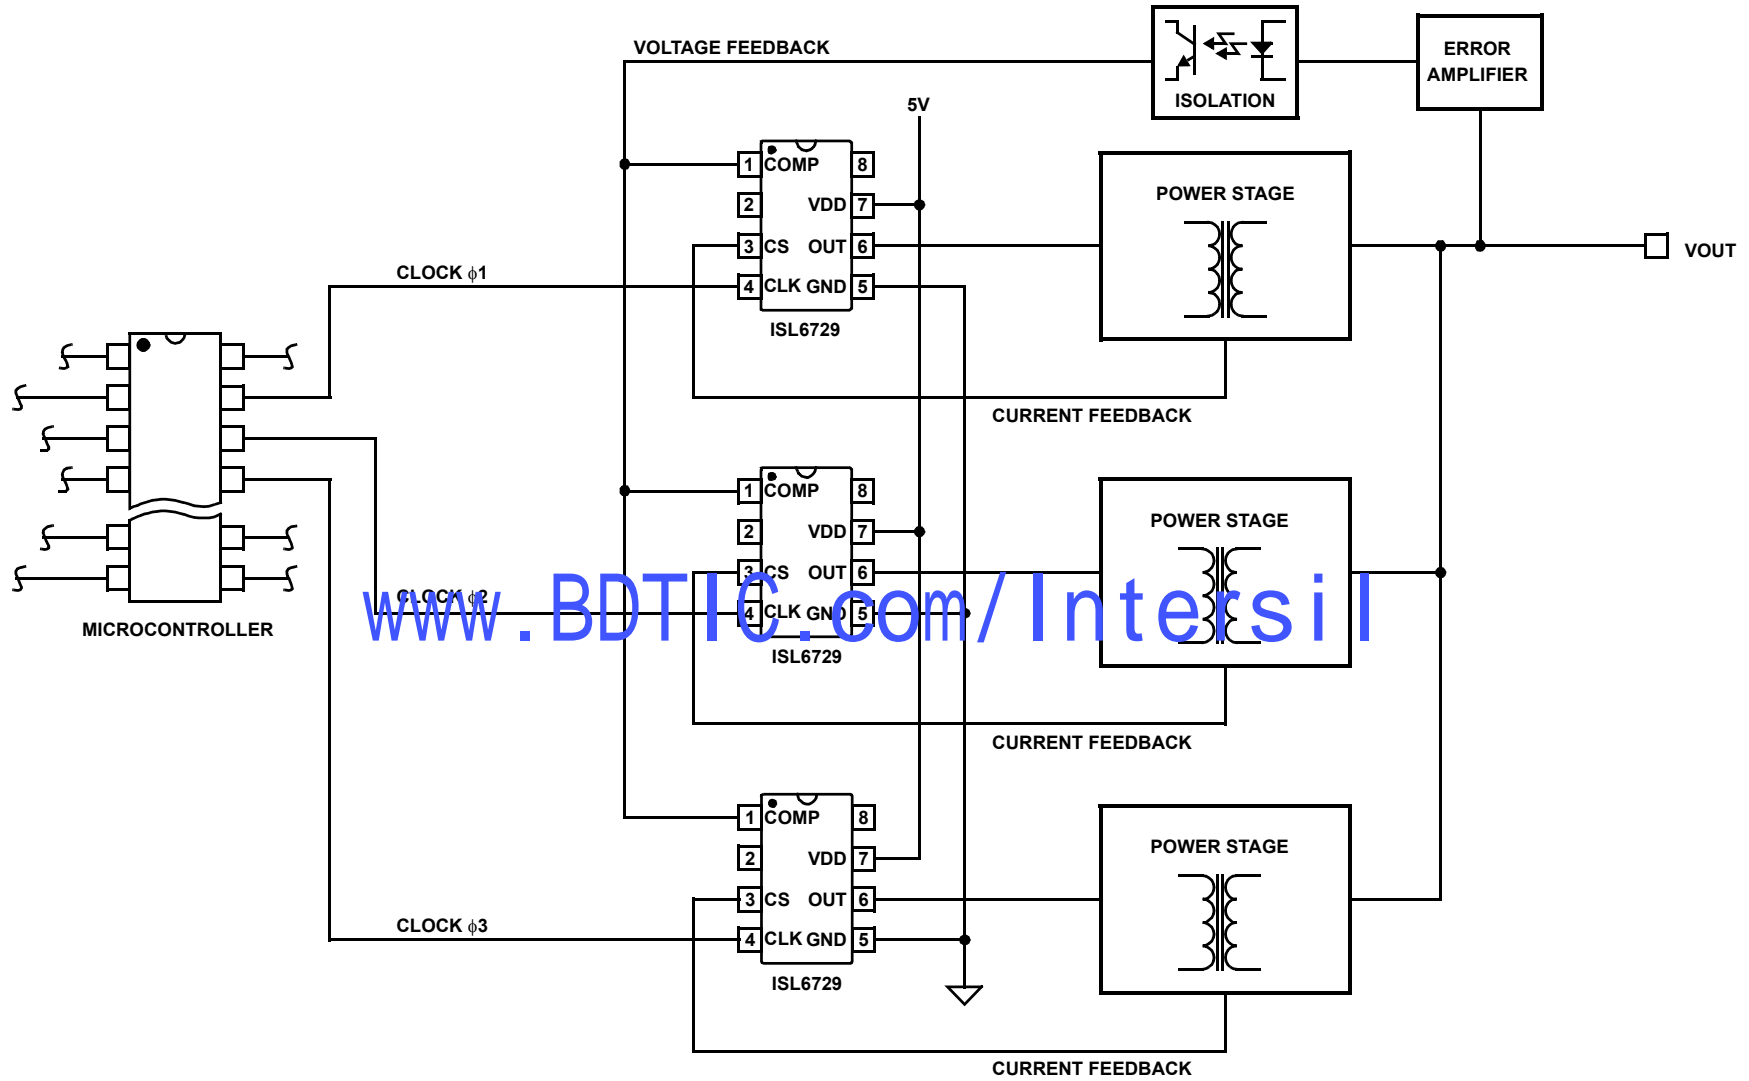 VOLTAGE FEEDBACK
ISOLATION
ERROR
AMPLIFIER
5V
1 COMP 8
2 VDD 7
3 CS OUT 6
4 CLK GND 5
ISL6729
POWER STAGE
VOUT
CLOCK ϕ1
CURRENT FEEDBACK
MICROCONTROLLER
1 COMP 8
2 VDD 7
3 CS OUT 6
4 CLK GND 5
ISL6729
POWER STAGE
CLOCK ϕ2
www.BDTIC.com/Intersil
CURRENT FEEDBACK
1 COMP 8
2 VDD 7
3 CS OUT 6
4 CLK GND 5
ISL6729
POWER STAGE
CLOCK ϕ3
CURRENT FEEDBACK